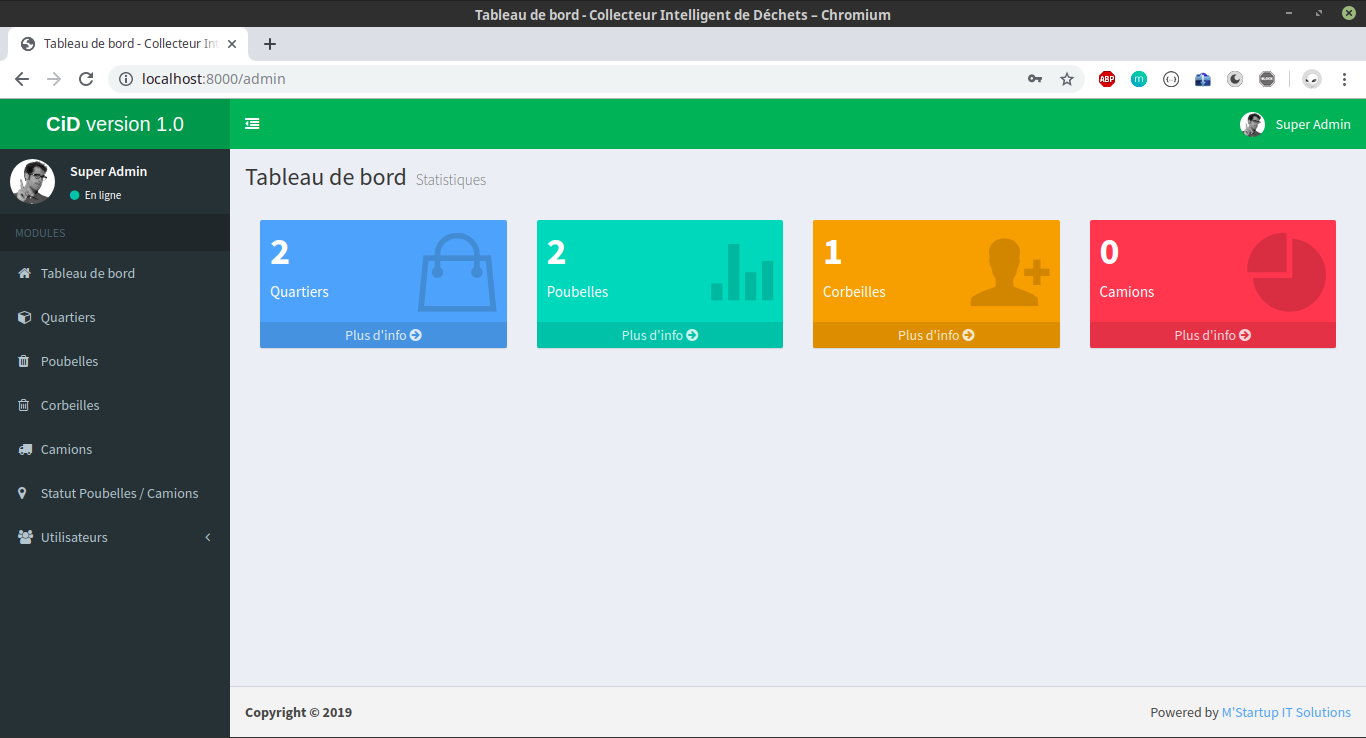 Tableau de bord - Collecteur Intelligent de Déchets – Chromium
Tableau de bord - Collecteur In
localhost:8000/admin
ABP
m
CiD version 1.0
Super Admin
Super Admin
En ligne
MODULES
Tableau de bord
Quartiers
Poubelles
Corbeilles
Camions
Statut Poubelles / Camions
Utilisateurs
Tableau de bord Statistiques
2
Quartiers
Plus d'info
2
Poubelles
Plus d'info
1
Corbeilles
Plus d'info
0
Camions
Plus d'info
Copyright © 2019
Powered by M'Startup IT Solutions